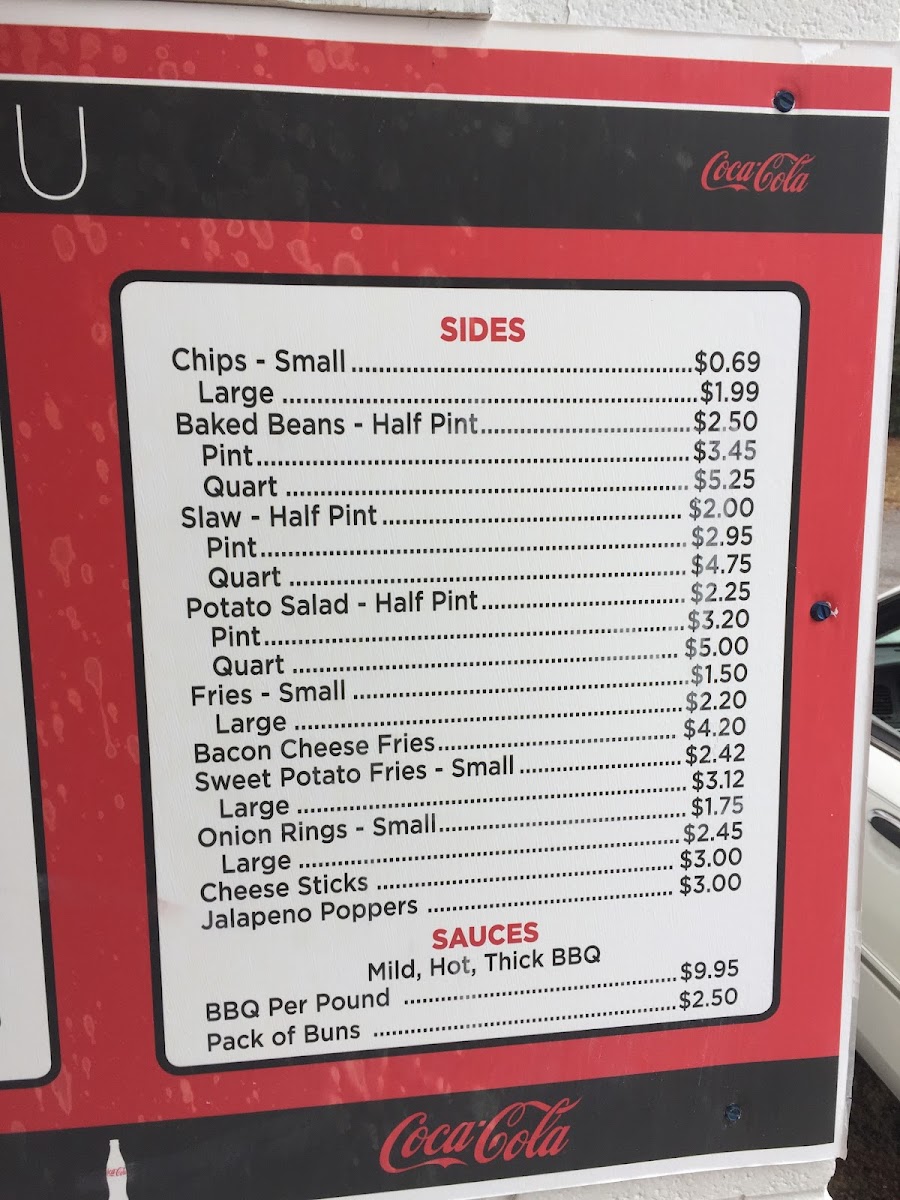 U
Coca-Cola
SIDES
Chips - Small ........ $0.69
Large ........ $1.99
Baked Beans - Half Pint ........ $2.50
Pint ........ $3.45
Quart ........ $5.25
Slaw - Half Pint ........ $2.00
Pint ........ $2.95
Quart ........ $4.75
Potato Salad - Half Pint ........ $2.25
Pint ........ $3.20
Quart ........ $5.00
Fries - Small ........ $1.50
Large ........ $2.20
Bacon Cheese Fries ........ $4.20
Sweet Potato Fries - Small ........ $2.42
Large ........ $3.12
Onion Rings - Small ........ $1.75
Large ........ $2.45
Cheese Sticks ........ $3.00
Jalapeno Poppers ........ $3.00
SAUCES
Mild, Hot, Thick BBQ
BBQ Per Pound ........ $9.95
Pack of Buns ........ $2.50
Coca-Cola
Coca-Cola